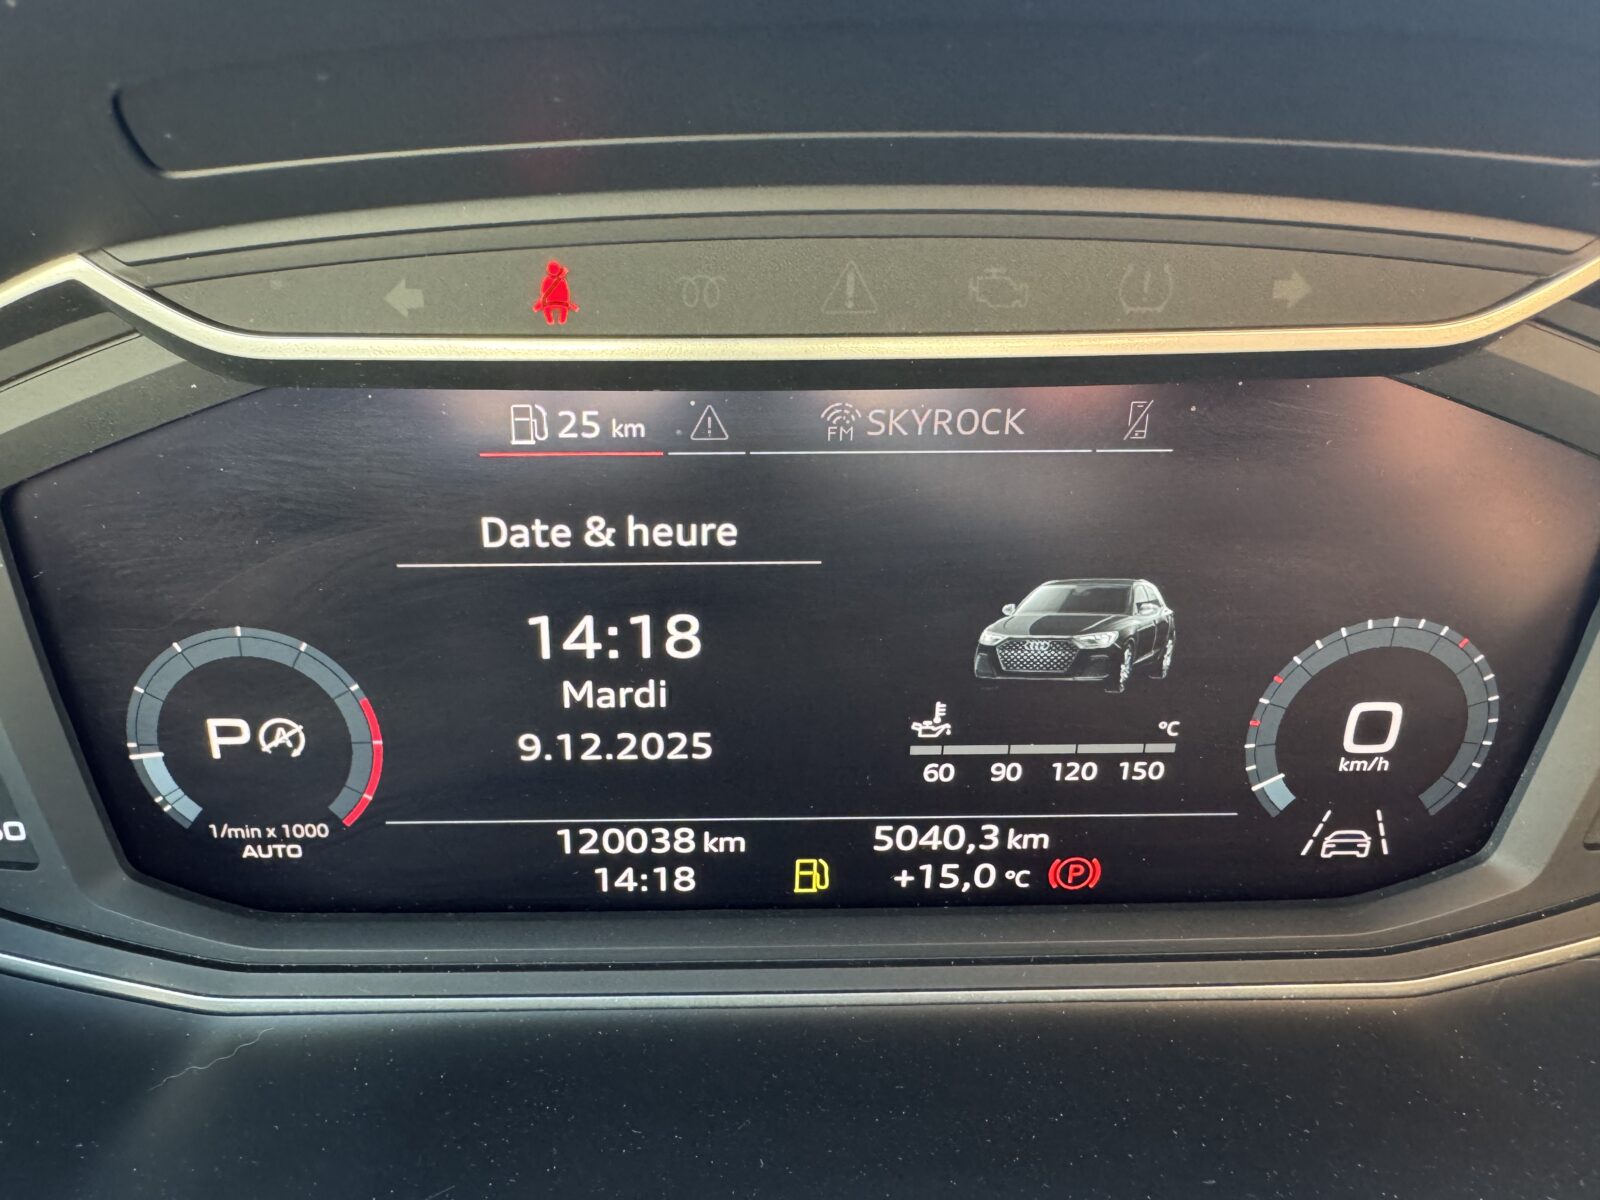 25 km
FM SKYROCK
Date & heure
14:18
Mardi
9.12.2025
°C
60 90 120 150
P A
1/min x 1000
AUTO
0
km/h
120038 km 5040,3 km
14:18 +15,0 °C P